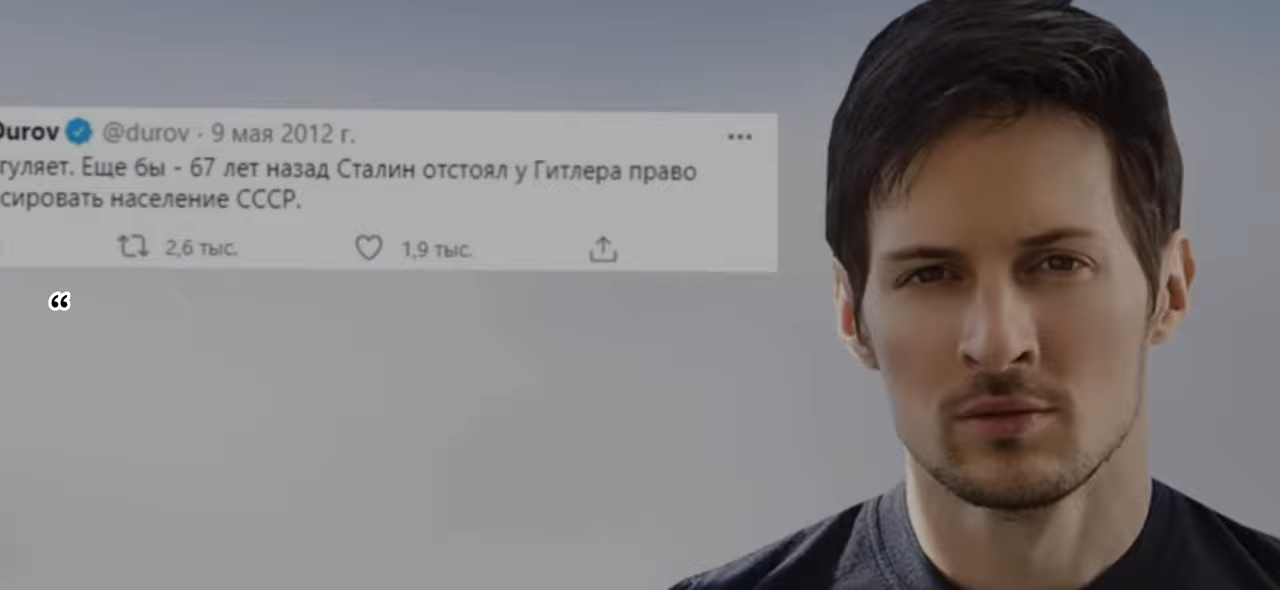 Durov @durov · 9 мая 2012 г.
гуляет. Еще бы - 67 лет назад Сталин отстоял у Гитлера право
сировать население СССР.
2,6 тыс. 1,9 тыс.
“